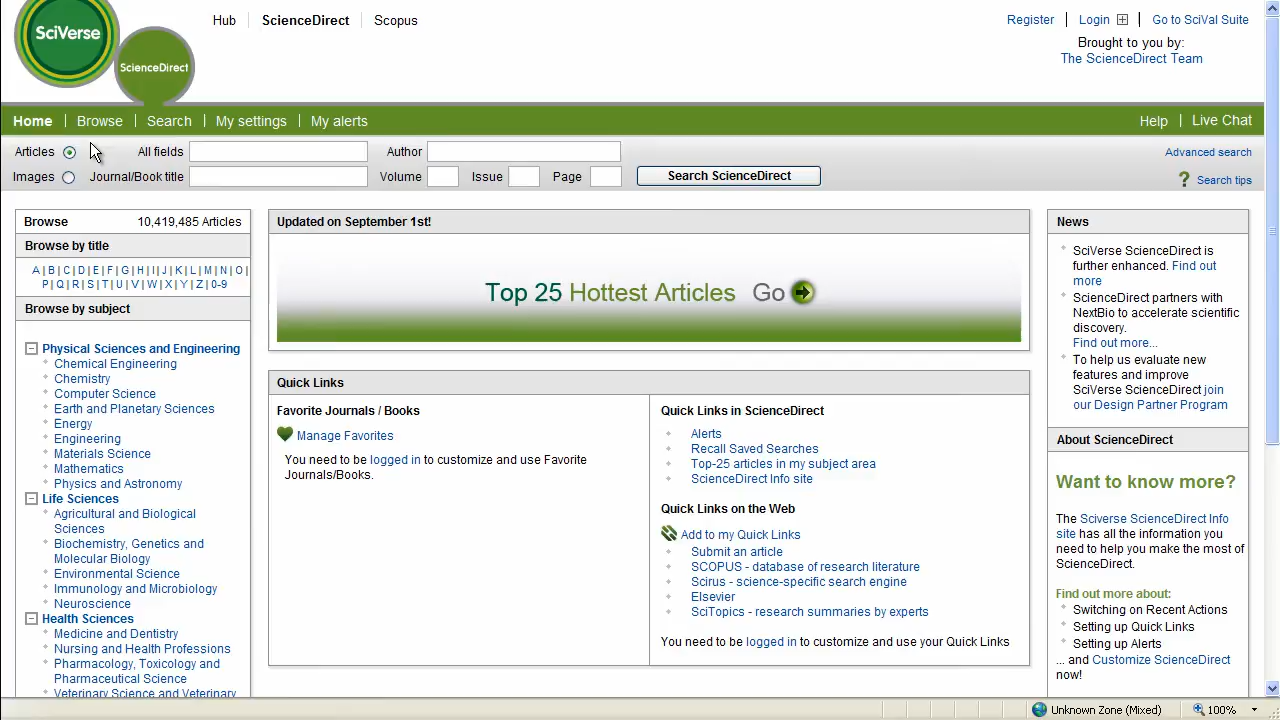 SciVerse
ScienceDirect
Hub | ScienceDirect | Scopus
Register | Login | Go to SciVal Suite
Brought to you by:
The ScienceDirect Team
Home | Browse | Search | My settings | My alerts
Help | Live Chat
Articles All fields Author
Advanced search
Images Journal/Book title Volume Issue Page Search ScienceDirect
? Search tips
Browse 10,419,485 Articles
Browse by title
A | B | C | D | E | F | G | H | I | J | K | L | M | N | O |
P | Q | R | S | T | U | V | W | X | Y | Z | 0-9
Browse by subject
Physical Sciences and Engineering
Chemical Engineering
Chemistry
Computer Science
Earth and Planetary Sciences
Energy
Engineering
Materials Science
Mathematics
Physics and Astronomy
Life Sciences
Agricultural and Biological
Sciences
Biochemistry, Genetics and
Molecular Biology
Environmental Science
Immunology and Microbiology
Neuroscience
Health Sciences
Medicine and Dentistry
Nursing and Health Professions
Pharmacology, Toxicology and
Pharmaceutical Science
Veterinary Science and Veterinary
Updated on September 1st!
Top 25 Hottest Articles Go
Quick Links
Favorite Journals / Books
Manage Favorites
You need to be logged in to customize and use Favorite
Journals/Books.
Quick Links in ScienceDirect
Alerts
Recall Saved Searches
Top-25 articles in my subject area
ScienceDirect Info site
Quick Links on the Web
Add to my Quick Links
Submit an article
SCOPUS - database of research literature
Scirus - science-specific search engine
Elsevier
SciTopics - research summaries by experts
You need to be logged in to customize and use your Quick Links
News
SciVerse ScienceDirect is
further enhanced. Find out
more
ScienceDirect partners with
NextBio to accelerate scientific
discovery.
Find out more...
To help us evaluate new
features and improve
SciVerse ScienceDirect join
our Design Partner Program
About ScienceDirect
Want to know more?
The Sciverse ScienceDirect Info
site has all the information you
need to help you make the most of
ScienceDirect.
Find out more about:
Switching on Recent Actions
Setting up Quick Links
Setting up Alerts
... and Customize ScienceDirect
now!
Unknown Zone (Mixed) 100%